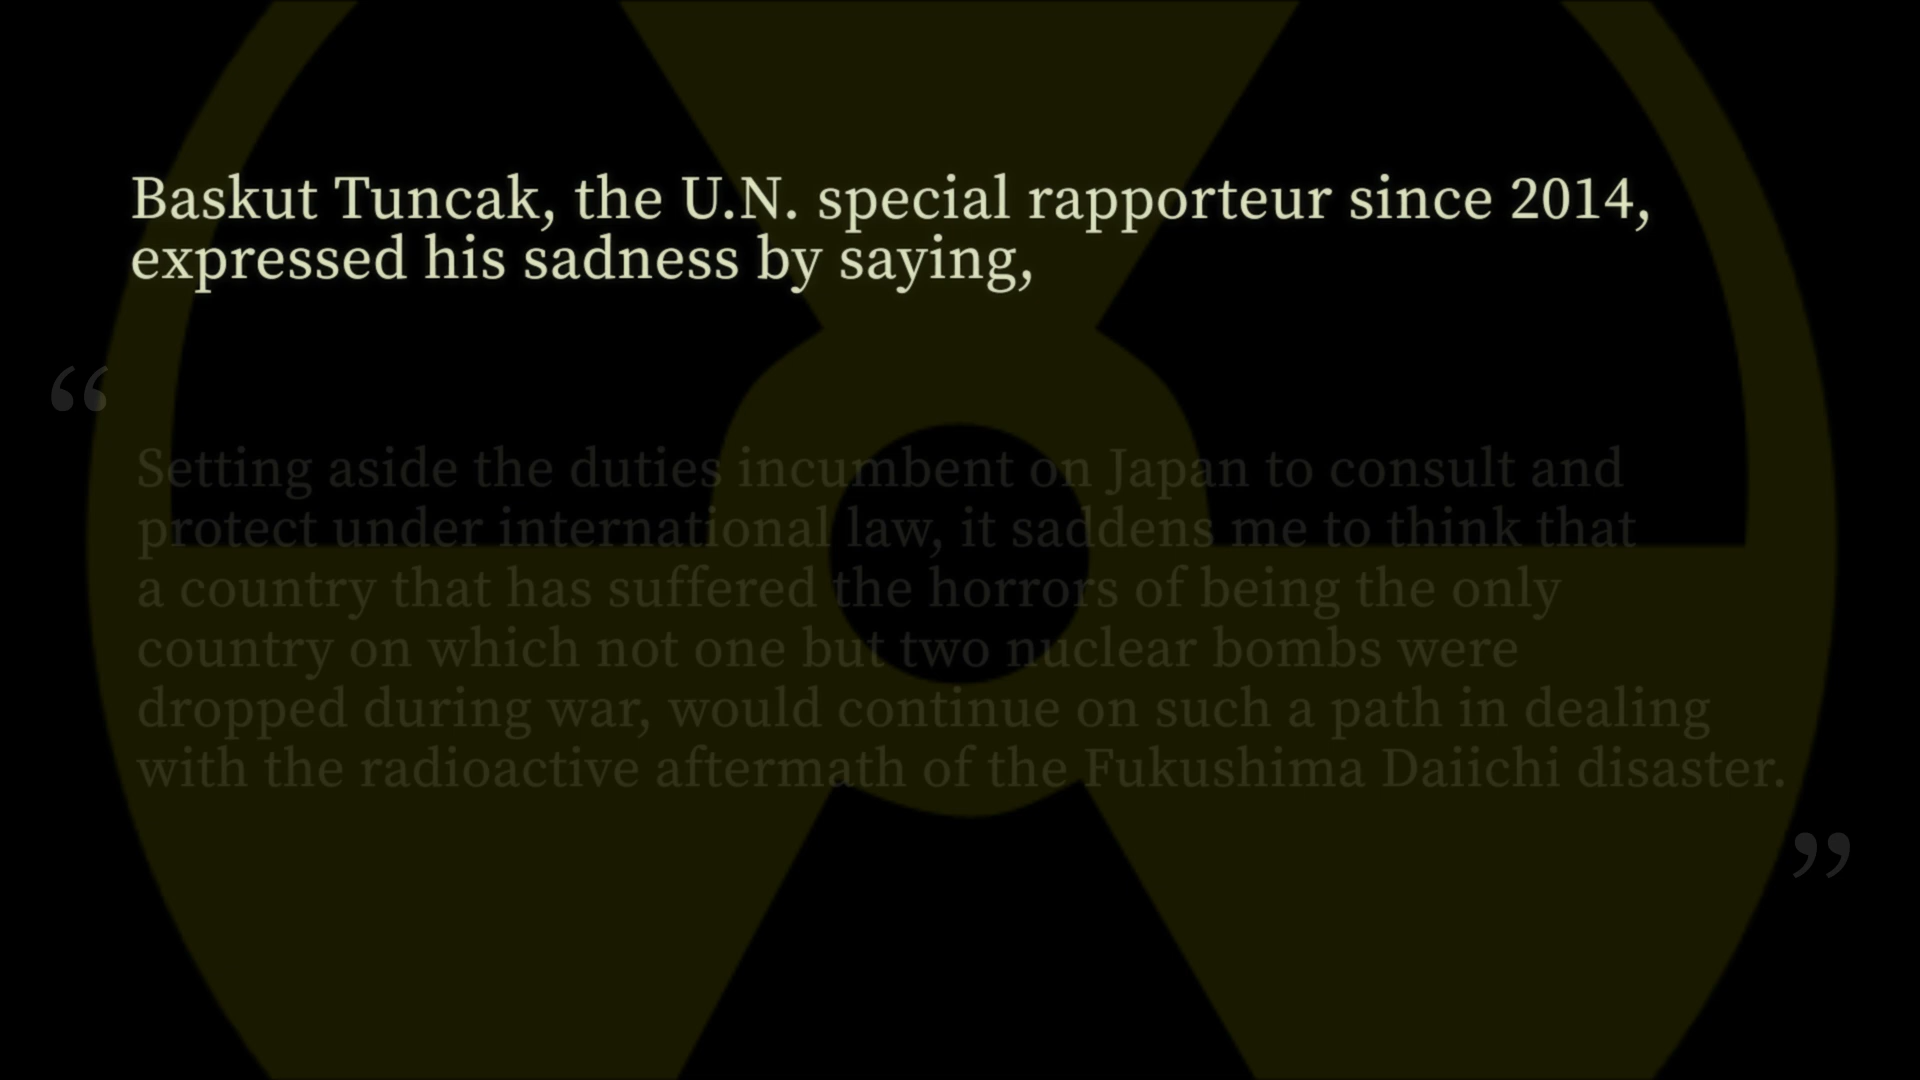 Baskut Tuncak, the U.N. special rapporteur since 2014,
expressed his sadness by saying,
“
Setting aside the duties incumbent on Japan to consult and
protect under international law, it saddens me to think that
a country that has suffered the horrors of being the only
country on which not one but two nuclear bombs were
dropped during war, would continue on such a path in dealing
with the radioactive aftermath of the Fukushima Daiichi disaster.
”